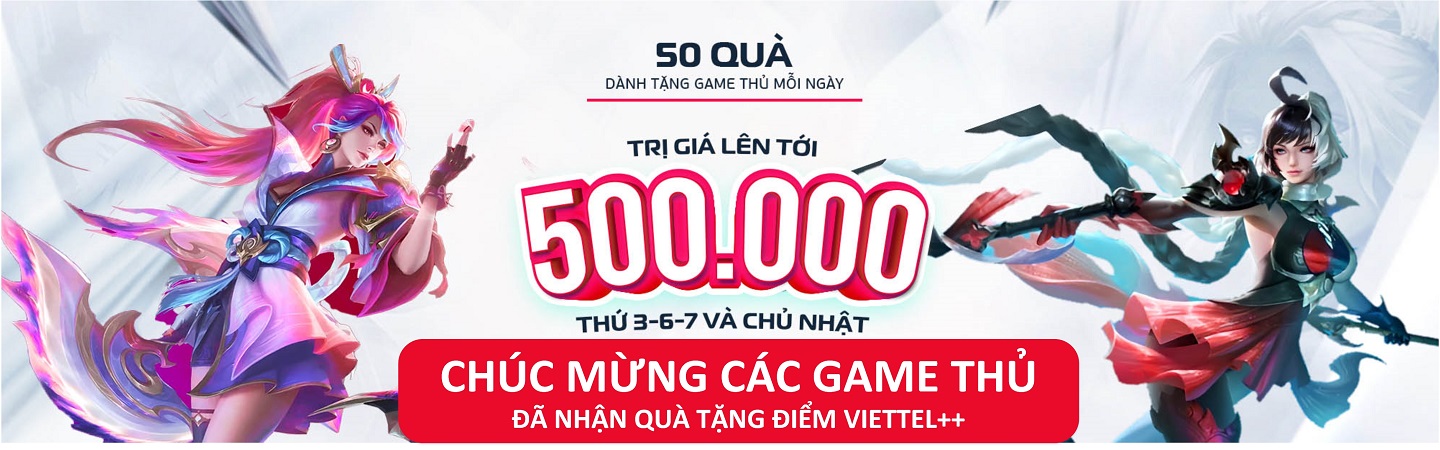 50 QUÀ
DÀNH TẶNG GAME THỦ MỖI NGÀY
TRỊ GIÁ LÊN TỚI
500.000
THỨ 3-6-7 VÀ CHỦ NHẬT
CHÚC MỪNG CÁC GAME THỦ
ĐÃ NHẬN QUÀ TẶNG ĐIỂM VIETTEL++